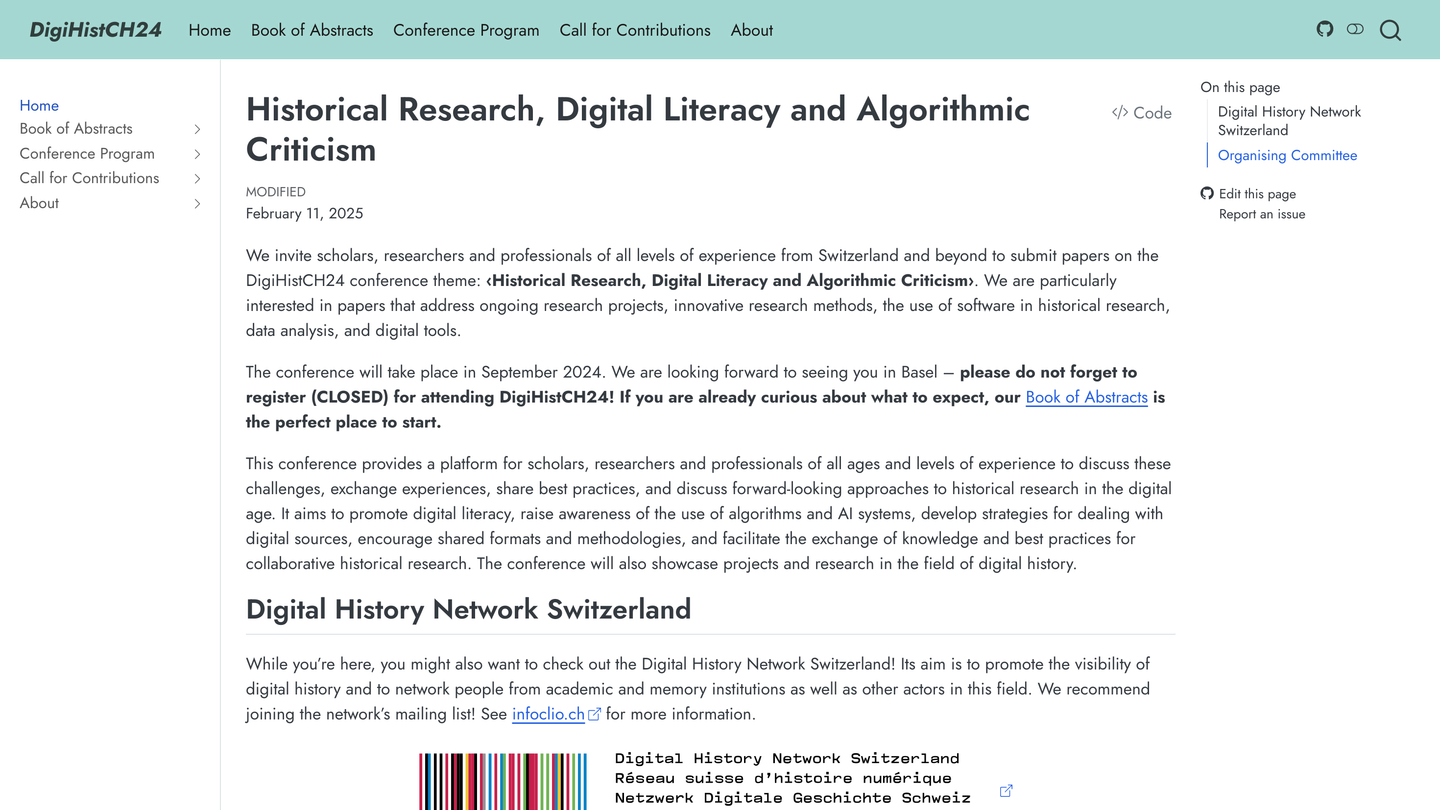 DigiHistCH24 Home Book of Abstracts Conference Program Call for Contributions About
Home
Book of Abstracts
Conference Program
Call for Contributions
About
Historical Research, Digital Literacy and Algorithmic
Criticism
Code
MODIFIED
February 11, 2025
We invite scholars, researchers and professionals of all levels of experience from Switzerland and beyond to submit papers on the
DigiHistCH24 conference theme: ‹Historical Research, Digital Literacy and Algorithmic Criticism›. We are particularly
interested in papers that address ongoing research projects, innovative research methods, the use of software in historical research,
data analysis, and digital tools.
The conference will take place in September 2024. We are looking forward to seeing you in Basel – please do not forget to
register (CLOSED) for attending DigiHistCH24! If you are already curious about what to expect, our Book of Abstracts is
the perfect place to start.
This conference provides a platform for scholars, researchers and professionals of all ages and levels of experience to discuss these
challenges, exchange experiences, share best practices, and discuss forward-looking approaches to historical research in the digital
age. It aims to promote digital literacy, raise awareness of the use of algorithms and AI systems, develop strategies for dealing with
digital sources, encourage shared formats and methodologies, and facilitate the exchange of knowledge and best practices for
collaborative historical research. The conference will also showcase projects and research in the field of digital history.
Digital History Network Switzerland
While you’re here, you might also want to check out the Digital History Network Switzerland! Its aim is to promote the visibility of
digital history and to network people from academic and memory institutions as well as other actors in this field. We recommend
joining the network’s mailing list! See infoclio.ch for more information.
Digital History Network Switzerland
Réseau suisse d’histoire numérique
Netzwerk Digitale Geschichte Schweiz
On this page
Digital History Network
Switzerland
Organising Committee
Edit this page
Report an issue